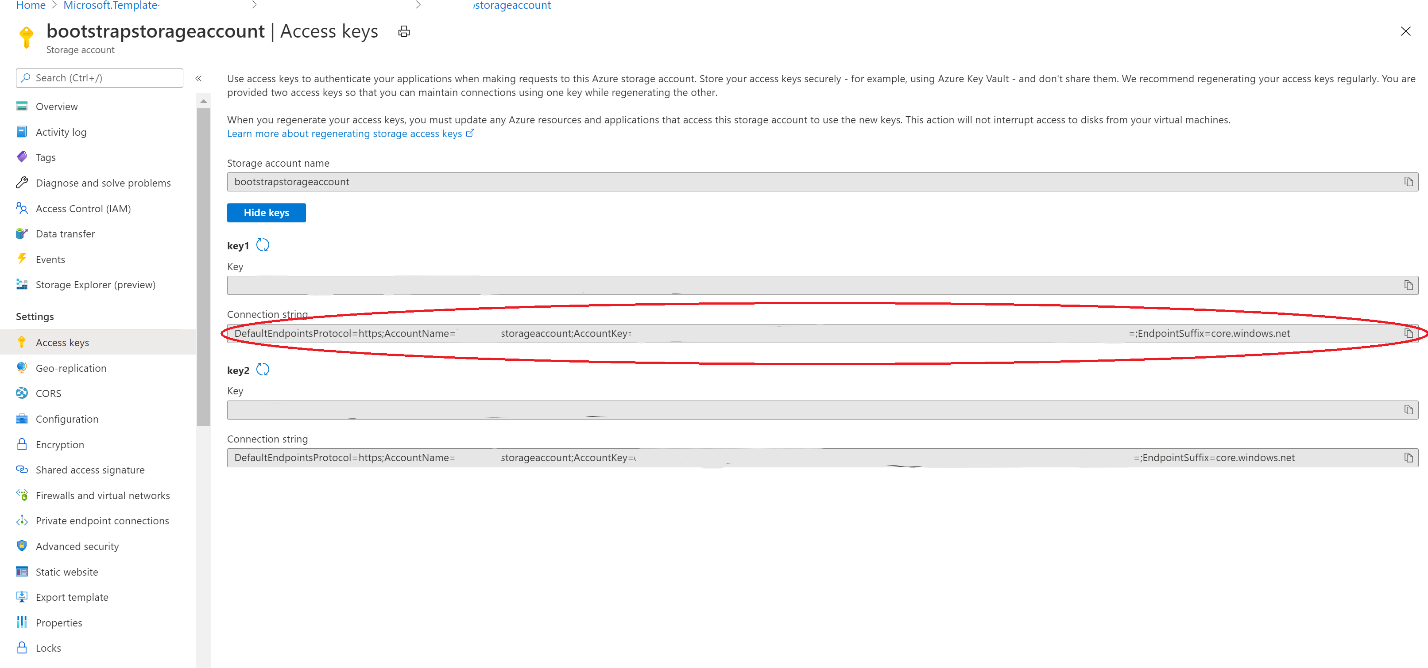 Home > Microsoft.Template- > > storageaccount
bootstrapstorageaccount | Access keys
Storage account
Search (Ctrl+/)
«
Overview
Activity log
Tags
Diagnose and solve problems
Access Control (IAM)
Data transfer
Events
Storage Explorer (preview)
Settings
Access keys
Geo-replication
CORS
Configuration
Encryption
Shared access signature
Firewalls and virtual networks
Private endpoint connections
Advanced security
Static website
Export template
Properties
Locks
Use access keys to authenticate your applications when making requests to this Azure storage account. Store your access keys securely - for example, using Azure Key Vault - and don't share them. We recommend regenerating your access keys regularly. You are
provided two access keys so that you can maintain connections using one key while regenerating the other.
When you regenerate your access keys, you must update any Azure resources and applications that access this storage account to use the new keys. This action will not interrupt access to disks from your virtual machines.
Learn more about regenerating storage access keys
Storage account name
bootstrapstorageaccount
Hide keys
key1
Key
Connection string
DefaultEndpointsProtocol=https;AccountName= storageaccount;AccountKey= =;EndpointSuffix=core.windows.net
key2
Key
Connection string
DefaultEndpointsProtocol=https;AccountName= storageaccount;AccountKey= =;EndpointSuffix=core.windows.net